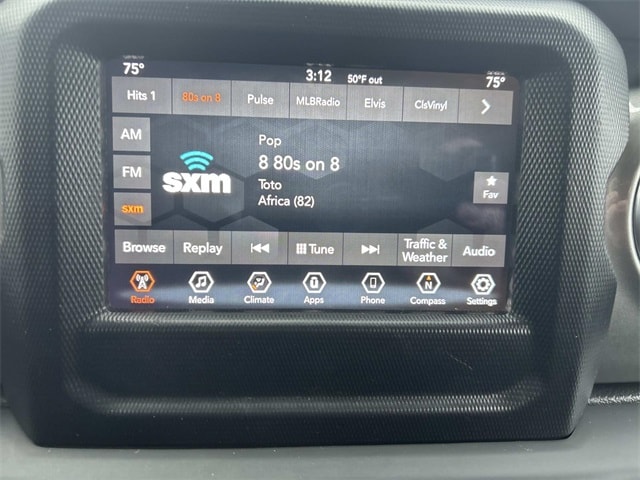 75° 3:12 50°F out 75°
Hits 1 80s on 8 Pulse MLBRadio Elvis ClsVinyl
AM
FM
sxm
sxm
Pop
8 80s on 8
Toto
Africa (82)
Fav
Browse Replay Tune Traffic & Weather Audio
Radio Media Climate Apps Phone N Compass Settings